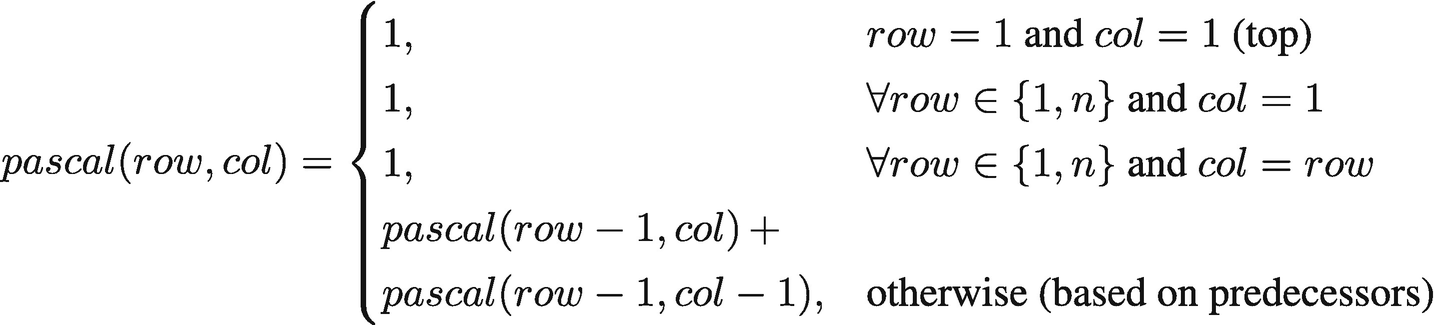 1, row = 1 and col = 1 (top)
1, ∀row ∈ {1, n} and col = 1
pascal(row, col) = { 1, ∀row ∈ {1, n} and col = row
pascal(row − 1, col) +
pascal(row − 1, col − 1), otherwise (based on predecessors)